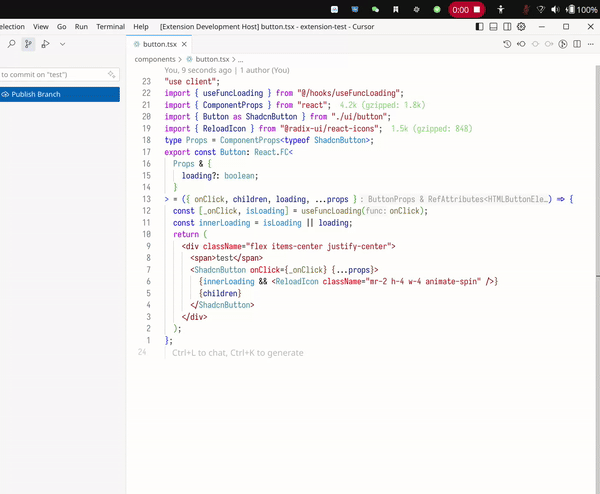 0:00
100%
election View Go Run Terminal Help
[Extension Development Host] button.tsx - extension-test - Cursor
button.tsx
components > button.tsx > ...
to commit on "test")
Publish Branch
You, 9 seconds ago | 1 author (You)
23 "use client";
22 import { useFuncLoading } from "@/hooks/useFuncLoading";
21 import { ComponentProps } from "react"; 4.2k (gzipped: 1.8k)
20 import { Button as ShadcnButton } from "./ui/button";
19 import { ReloadIcon } from "@radix-ui/react-icons"; 1.5k (gzipped: 848)
18 type Props = ComponentProps<typeof ShadcnButton>;
17 export const Button: React.FC<
16 Props & {
15 loading?: boolean;
14 }
13 > = ({ onClick, children, loading, ...props } : ButtonProps & RefAttributes<HTMLButtonEle… ) => {
12 const [_onClick, isLoading] = useFuncLoading(func: onClick);
11 const innerLoading = isLoading || loading;
10 return (
9 <div className="flex items-center justify-center">
8 <span>test</span>
7 <ShadcnButton onClick={_onClick} {...props}>
6 {innerLoading && <ReloadIcon className="mr-2 h-4 w-4 animate-spin" />}
5 {children}
4 </ShadcnButton>
3 </div>
2 );
1 };
24 Ctrl+L to chat, Ctrl+K to generate